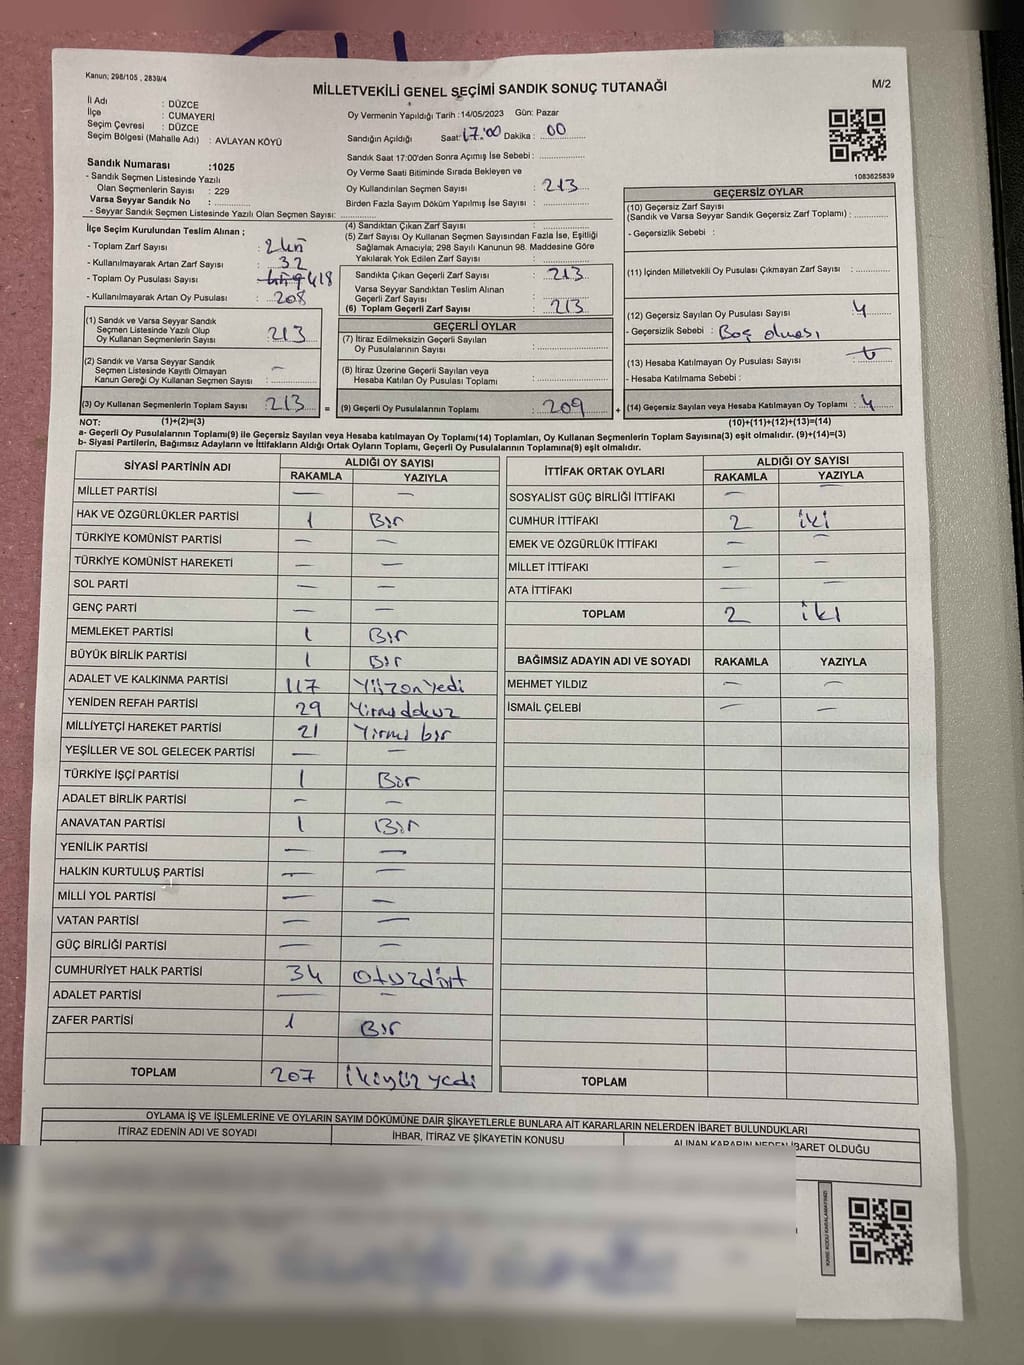 Kanun; 298/105 , 2839/4
MİLLETVEKİLİ GENEL SEÇİMİ SANDIK SONUÇ TUTANAĞI
M/2
İl Adı : DÜZCE
İlçe : CUMAYERİ
Seçim Çevresi : DÜZCE
Seçim Bölgesi (Mahalle Adı) : AVLAYAN KÖYÜ
Oy Vermenin Yapıldığı Tarih :14/05/2023 Gün: Pazar
Sandığın Açıldığı Saat: 17:00 Dakika : 00
Sandık Saat 17:00'den Sonra Açımış İse Sebebi :
Oy Verme Saati Bitiminde Sırada Bekleyen ve
Oy Kullandırılan Seçmen Sayısı : 213
Birden Fazla Sayım Döküm Yapılmış İse Sayısı :
Sandık Numarası :1025
- Sandık Seçmen Listesinde Yazılı
Olan Seçmenlerin Sayısı : 229
Varsa Seyyar Sandık No :
- Seyyar Sandık Seçmen Listesinde Yazılı Olan Seçmen Sayısı:
1083625839
İlçe Seçim Kurulundan Teslim Alınan ;
- Toplam Zarf Sayısı :
- Kullanılmayarak Artan Zarf Sayısı : 32
- Toplam Oy Pusulası Sayısı : 418
- Kullanılmayarak Artan Oy Pusulası : 208
(1) Sandık ve Varsa Seyyar Sandık
Seçmen Listesinde Yazılı Olup
Oy Kullanan Seçmenlerin Sayısı : 213
(2) Sandık ve Varsa Seyyar Sandık
Seçmen Listesinde Kayıtlı Olmayan
Kanun Gereği Oy Kullanan Seçmen Sayısı : —
(3) Oy Kullanan Seçmenlerin Toplam Sayısı : 213 =
(4) Sandıktan Çıkan Zarf Sayısı :
(5) Zarf Sayısı Oy Kullanan Seçmen Sayısından Fazla İse, Eşitliği
Sağlamak Amacıyla; 298 Sayılı Kanunun 98. Maddesine Göre
Yakılarak Yok Edilen Zarf Sayısı :
Sandıkta Çıkan Geçerli Zarf Sayısı : 213
Varsa Seyyar Sandıktan Teslim Alınan
Geçerli Zarf Sayısı :
(6) Toplam Geçerli Zarf Sayısı : 213
GEÇERLİ OYLAR
(7) İtiraz Edilmeksizin Geçerli Sayılan
Oy Pusulasının Sayısı :
(8) İtiraz Üzerine Geçerli Sayılan veya
Hesaba Katılan Oy Pusulası Toplamı :
(9) Geçerli Oy Pusulalarının Toplamı : 209 +
GEÇERSİZ OYLAR
(10) Geçersiz Zarf Sayısı
(Sandık ve Varsa Seyyar Sandık Geçersiz Zarf Toplamı) :
- Geçersizlik Sebebi :
(11) İçinden Milletvekili Oy Pusulası Çıkmayan Zarf Sayısı :
(12) Geçersiz Sayılan Oy Pusulası Sayısı : 4
- Geçersizlik Sebebi : Boş olması
(13) Hesaba Katılmayan Oy Pusulası Sayısı :
- Hesaba Katılmama Sebebi :
(14) Geçersiz Sayılan veya Hesaba Katılmayan Oy Toplamı : 4
NOT: (1)+(2)=(3)
(10)+(11)+(12)+(13)=(14)
a- Geçerli Oy Pusulalarının Toplamı(9) ile Geçersiz Sayılan veya Hesaba katılmayan Oy Toplamı(14) Toplamları, Oy Kullanan Seçmenlerin Toplam Sayısına(3) eşit olmalıdır. (9)+(14)=(3)
b- Siyasi Partilerin, Bağımsız Adayların ve İttifakların Aldığı Ortak Oyların Toplamı, Geçerli Oy Pusulalarının Toplamına(9) eşit olmalıdır.
SİYASİ PARTİNİN ADI ALDIĞI OY SAYISI
RAKAMLA YAZIYLA
MİLLET PARTİSİ — —
HAK VE ÖZGÜRLÜKLER PARTİSİ 1 Bir
TÜRKİYE KOMÜNİST PARTİSİ — —
TÜRKİYE KOMÜNİST HAREKETİ — —
SOL PARTİ — —
GENÇ PARTİ — —
MEMLEKET PARTİSİ 1 Bir
BÜYÜK BİRLİK PARTİSİ 1 Bir
ADALET VE KALKINMA PARTİSİ 117 Yüzonyedi
YENİDEN REFAH PARTİSİ 29 Yirmidokuz
MİLLİYETÇİ HAREKET PARTİSİ 21 Yirmi bir
YEŞİLLER VE SOL GELECEK PARTİSİ — —
TÜRKİYE İŞÇİ PARTİSİ 1 Bir
ADALET BİRLİK PARTİSİ — —
ANAVATAN PARTİSİ 1 Bir
YENİLİK PARTİSİ — —
HALKIN KURTULUŞ PARTİSİ — —
MİLLİ YOL PARTİSİ — —
VATAN PARTİSİ — —
GÜÇ BİRLİĞİ PARTİSİ — —
CUMHURİYET HALK PARTİSİ 34 Otuzdört
ADALET PARTİSİ — —
ZAFER PARTİSİ 1 Bir
TOPLAM 207 ikiyüz yedi
İTTİFAK ORTAK OYLARI ALDIĞI OY SAYISI
RAKAMLA YAZIYLA
SOSYALİST GÜÇ BİRLİĞİ İTTİFAKI — —
CUMHUR İTTİFAKI 2 iki
EMEK VE ÖZGÜRLÜK İTTİFAKI — —
MİLLET İTTİFAKI — —
ATA İTTİFAKI — —
TOPLAM 2 iki
BAĞIMSIZ ADAYIN ADI VE SOYADI RAKAMLA YAZIYLA
MEHMET YILDIZ — —
İSMAİL ÇELEBİ — —
TOPLAM
OYLAMA İŞ VE İŞLEMLERİNE VE OYLARIN SAYIM DÖKÜMÜNE DAİR ŞİKAYETLERLE BUNLARA AİT KARARLARIN NELERDEN İBARET BULUNDUKLARI
İTİRAZ EDENİN ADI VE SOYADI İHBAR, İTİRAZ VE ŞİKAYETİN KONUSU ALINAN KARARIN NEDEN İBARET OLDUĞU